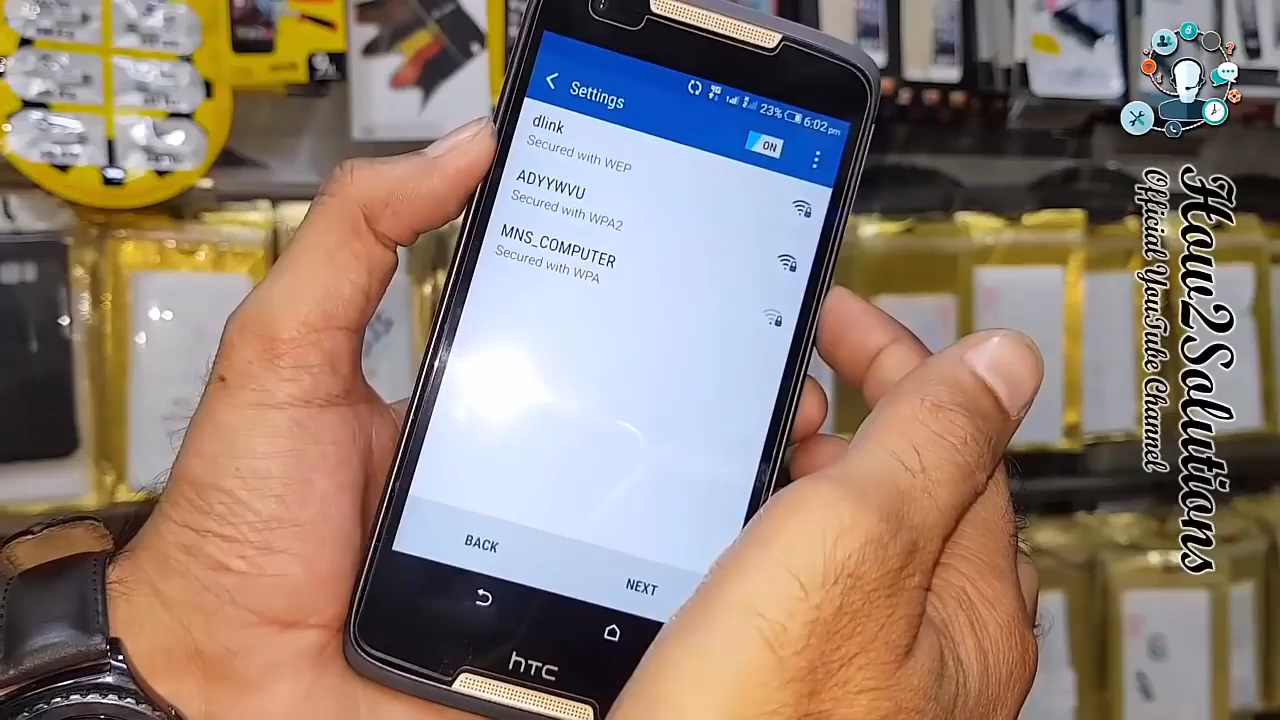 4G 23% 6:02 pm
Settings
ON
dlink
Secured with WEP
ADYYWVU
Secured with WPA2
MNS_COMPUTER
Secured with WPA
BACK
NEXT
hTC
How2Solutions
Official YouTube Channel